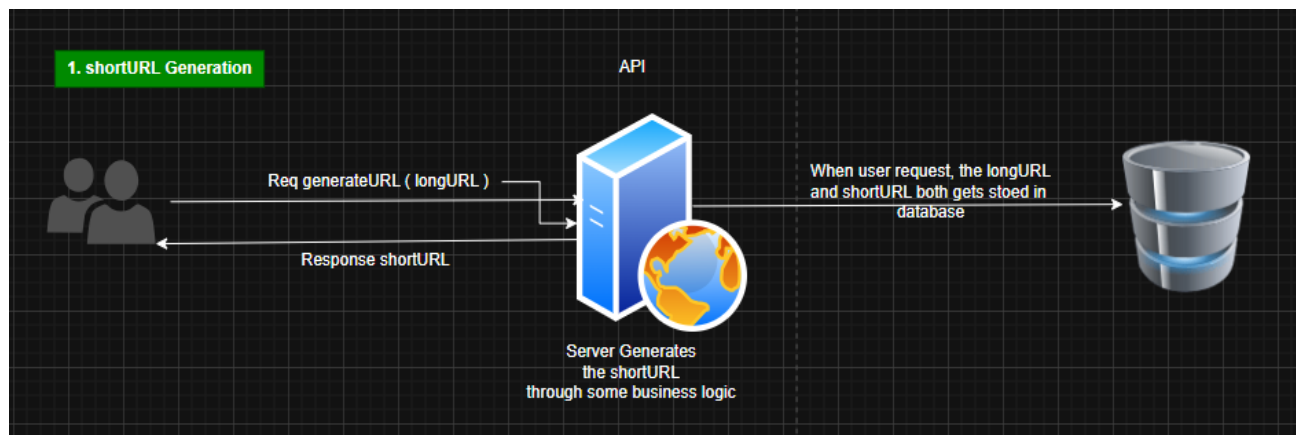 1. shortURL Generation
API
Req generateURL ( longURL )
Response shortURL
Server Generates
the shortURL
through some business logic
When user request, the longURL
and shortURL both gets stoed in
database